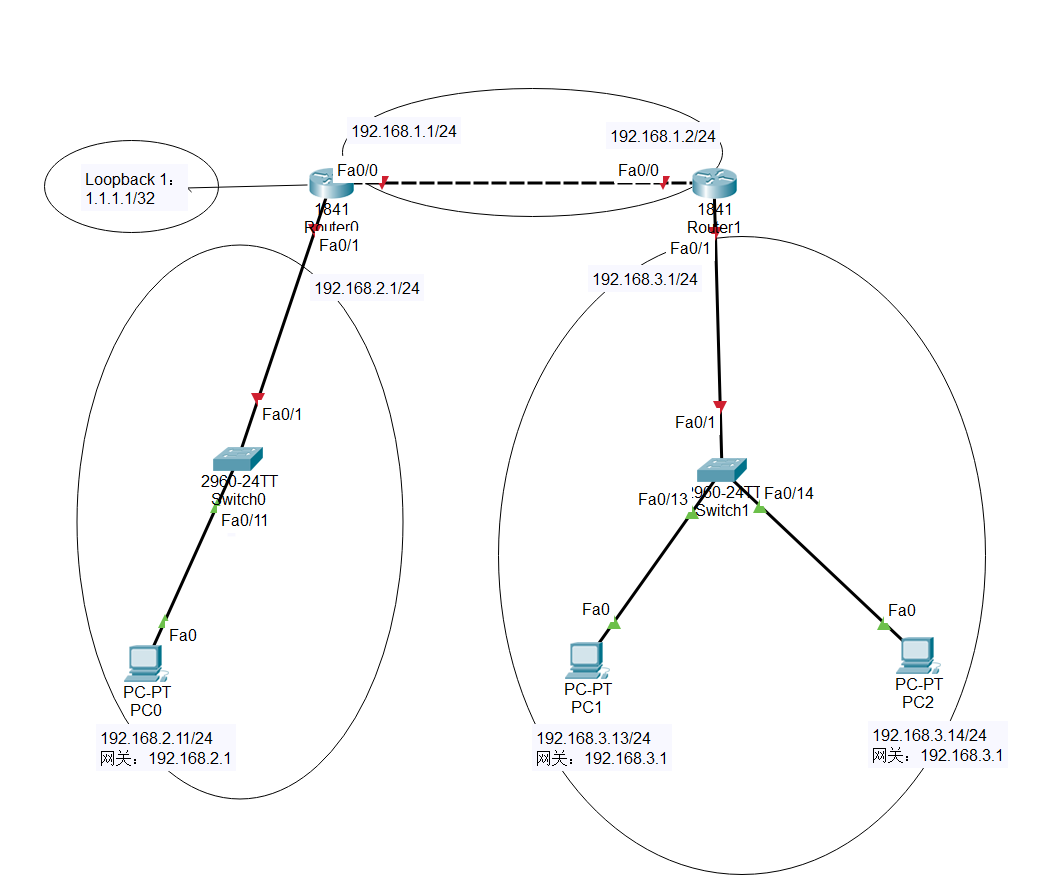 192.168.1.1/24
192.168.1.2/24
Loopback 1：
1.1.1.1/32
Fa0/0
Fa0/0
1841
Router0
1841
Router1
Fa0/1
Fa0/1
192.168.2.1/24
192.168.3.1/24
Fa0/1
Fa0/1
2960-24TT
Switch0
Fa0/11
2960-24TT
Switch1
Fa0/13
Fa0/14
Fa0
Fa0
Fa0
PC-PT
PC0
PC-PT
PC1
PC-PT
PC2
192.168.2.11/24
网关：192.168.2.1
192.168.3.13/24
网关：192.168.3.1
192.168.3.14/24
网关：192.168.3.1